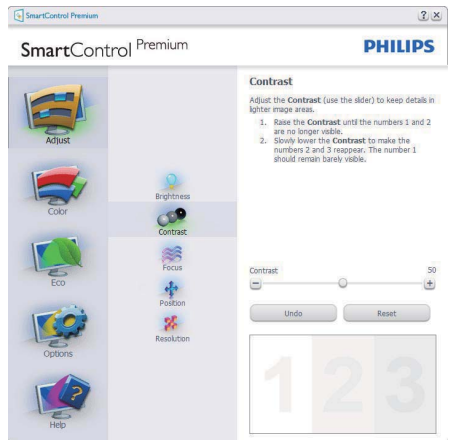 SmartControl Premium
? X
SmartControl Premium
PHILIPS
Adjust
Color
Eco
Options
Help
Brightness
Contrast
Focus
Position
Resolution
Contrast
Adjust the Contrast (use the slider) to keep details in
lighter image areas.
1. Raise the Contrast until the numbers 1 and 2
are no longer visible.
2. Slowly lower the Contrast to make the
numbers 2 and 3 reappear. The number 1
should remain barely visible.
Contrast 50
Undo Reset
1 2 3